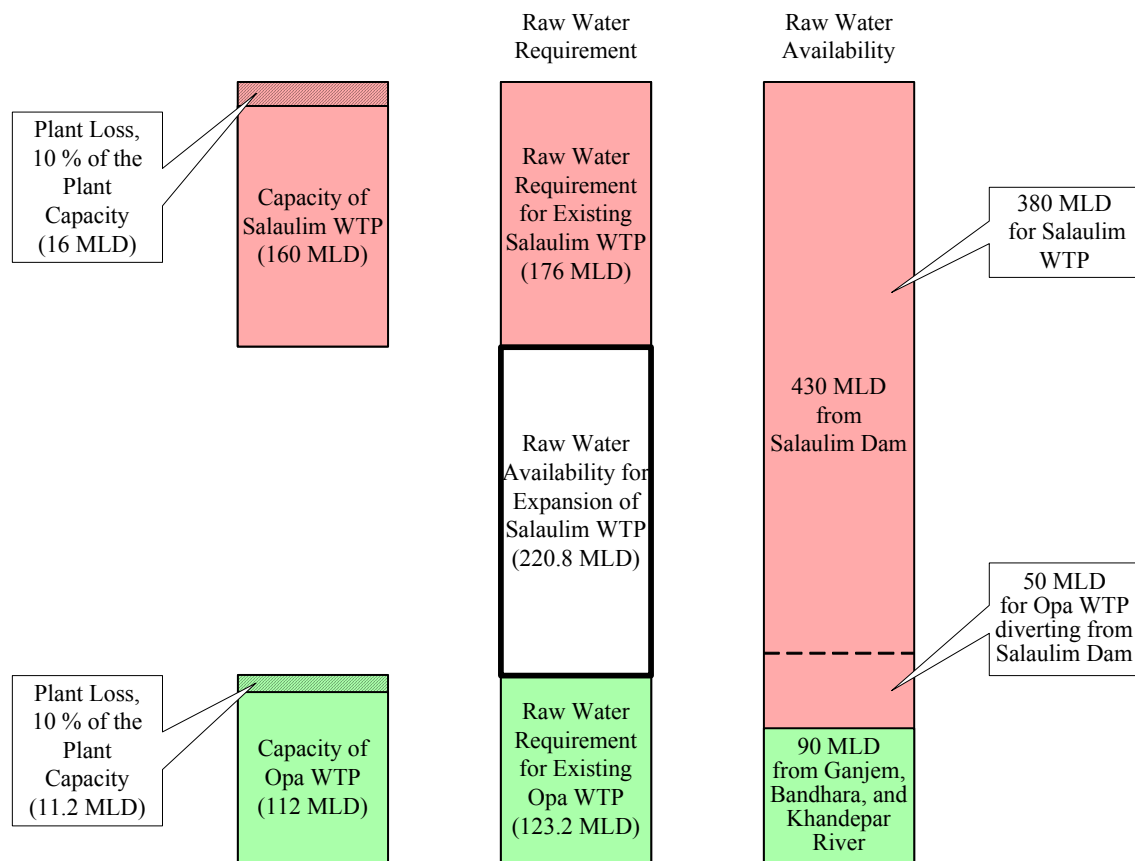 Raw Water
Requirement
Raw Water
Availability
Plant Loss,
10 % of the
Plant
Capacity
(16 MLD)
Capacity of
Salaulim WTP
(160 MLD)
Raw Water
Requirement
for Existing
Salaulim WTP
(176 MLD)
380 MLD
for Salaulim
WTP
430 MLD
from
Salaulim Dam
Raw Water
Availability for
Expansion of
Salaulim WTP
(220.8 MLD)
50 MLD
for Opa WTP
diverting from
Salaulim Dam
Plant Loss,
10 % of the
Plant
Capacity
(11.2 MLD)
Capacity of
Opa WTP
(112 MLD)
Raw Water
Requirement
for Existing
Opa WTP
(123.2 MLD)
90 MLD
from Ganjem,
Bandhara, and
Khandepar
River